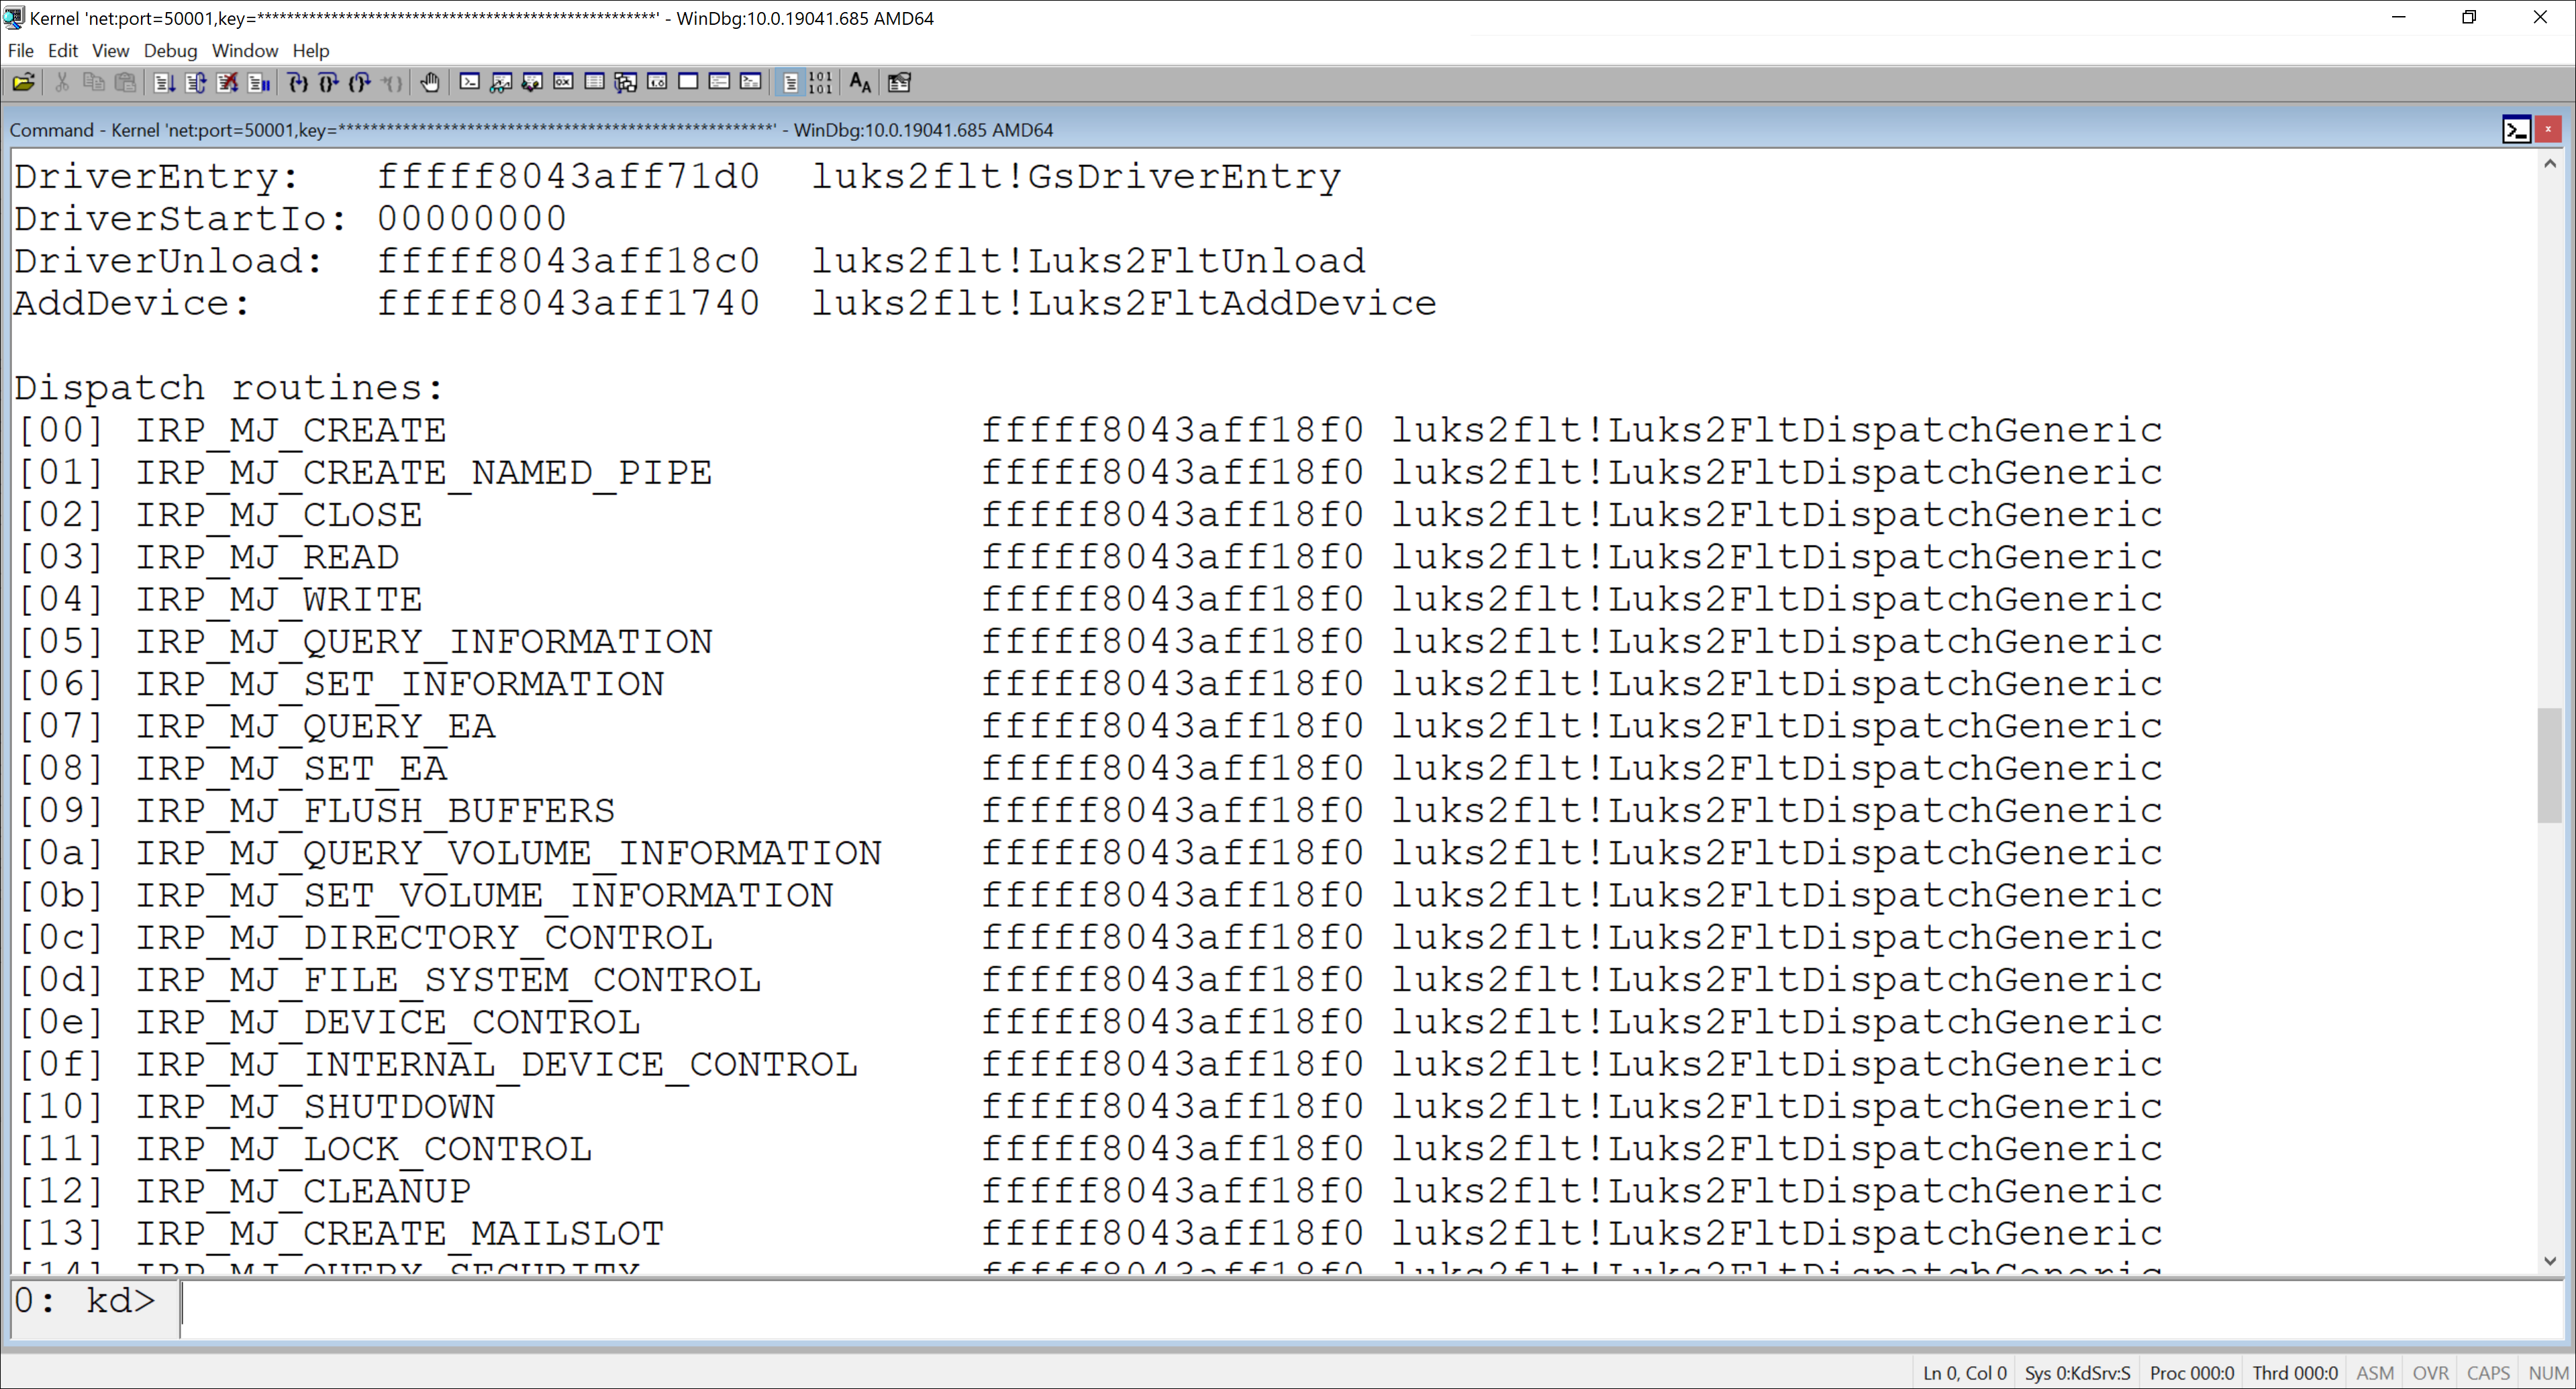 Kernel 'net:port=50001,key=******************************************************' - WinDbg:10.0.19041.685 AMD64
File Edit View Debug Window Help
Command - Kernel 'net:port=50001,key=******************************************************' - WinDbg:10.0.19041.685 AMD64
DriverEntry:   fffff8043aff71d0  luks2flt!GsDriverEntry
DriverStartIo: 00000000
DriverUnload:  fffff8043aff18c0  luks2flt!Luks2FltUnload
AddDevice:     fffff8043aff1740  luks2flt!Luks2FltAddDevice
Dispatch routines:
[00] IRP_MJ_CREATE                      fffff8043aff18f0 luks2flt!Luks2FltDispatchGeneric
[01] IRP_MJ_CREATE_NAMED_PIPE           fffff8043aff18f0 luks2flt!Luks2FltDispatchGeneric
[02] IRP_MJ_CLOSE                       fffff8043aff18f0 luks2flt!Luks2FltDispatchGeneric
[03] IRP_MJ_READ                        fffff8043aff18f0 luks2flt!Luks2FltDispatchGeneric
[04] IRP_MJ_WRITE                       fffff8043aff18f0 luks2flt!Luks2FltDispatchGeneric
[05] IRP_MJ_QUERY_INFORMATION           fffff8043aff18f0 luks2flt!Luks2FltDispatchGeneric
[06] IRP_MJ_SET_INFORMATION             fffff8043aff18f0 luks2flt!Luks2FltDispatchGeneric
[07] IRP_MJ_QUERY_EA                    fffff8043aff18f0 luks2flt!Luks2FltDispatchGeneric
[08] IRP_MJ_SET_EA                      fffff8043aff18f0 luks2flt!Luks2FltDispatchGeneric
[09] IRP_MJ_FLUSH_BUFFERS               fffff8043aff18f0 luks2flt!Luks2FltDispatchGeneric
[0a] IRP_MJ_QUERY_VOLUME_INFORMATION    fffff8043aff18f0 luks2flt!Luks2FltDispatchGeneric
[0b] IRP_MJ_SET_VOLUME_INFORMATION      fffff8043aff18f0 luks2flt!Luks2FltDispatchGeneric
[0c] IRP_MJ_DIRECTORY_CONTROL           fffff8043aff18f0 luks2flt!Luks2FltDispatchGeneric
[0d] IRP_MJ_FILE_SYSTEM_CONTROL         fffff8043aff18f0 luks2flt!Luks2FltDispatchGeneric
[0e] IRP_MJ_DEVICE_CONTROL              fffff8043aff18f0 luks2flt!Luks2FltDispatchGeneric
[0f] IRP_MJ_INTERNAL_DEVICE_CONTROL     fffff8043aff18f0 luks2flt!Luks2FltDispatchGeneric
[10] IRP_MJ_SHUTDOWN                    fffff8043aff18f0 luks2flt!Luks2FltDispatchGeneric
[11] IRP_MJ_LOCK_CONTROL                fffff8043aff18f0 luks2flt!Luks2FltDispatchGeneric
[12] IRP_MJ_CLEANUP                     fffff8043aff18f0 luks2flt!Luks2FltDispatchGeneric
[13] IRP_MJ_CREATE_MAILSLOT             fffff8043aff18f0 luks2flt!Luks2FltDispatchGeneric
[14] IRP_MJ_QUERY_SECURITY              fffff8043aff18f0 luks2flt!Luks2FltDispatchGeneric
0: kd>
Ln 0, Col 0 Sys 0:KdSrv:S Proc 000:0 Thrd 000:0 ASM OVR CAPS NUM